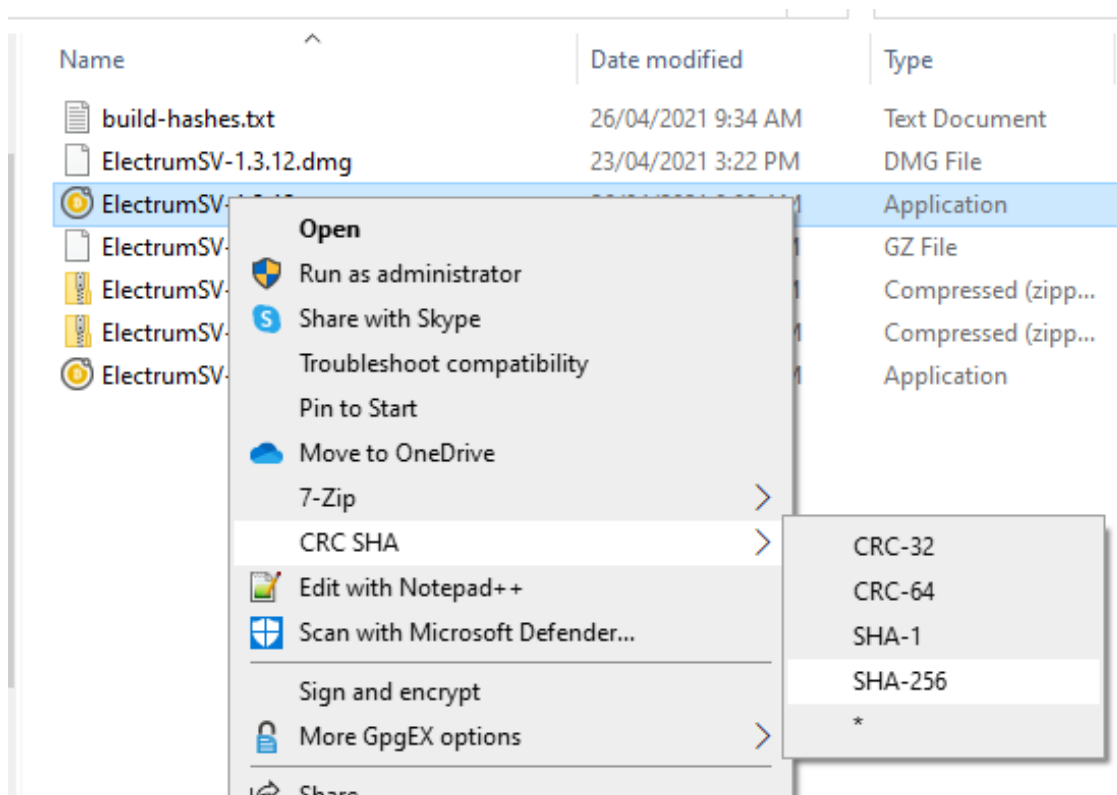 Name Date modified Type
build-hashes.txt 26/04/2021 9:34 AM Text Document
ElectrumSV-1.3.12.dmg 23/04/2021 3:22 PM DMG File
ElectrumSV- Application
ElectrumSV- GZ File
ElectrumSV- Compressed (zipp...
ElectrumSV- Compressed (zipp...
ElectrumSV- Application
Open
Run as administrator
Share with Skype
Troubleshoot compatibility
Pin to Start
Move to OneDrive
7-Zip
CRC SHA
Edit with Notepad++
Scan with Microsoft Defender...
Sign and encrypt
More GpgEX options
Share
CRC-32
CRC-64
SHA-1
SHA-256
*